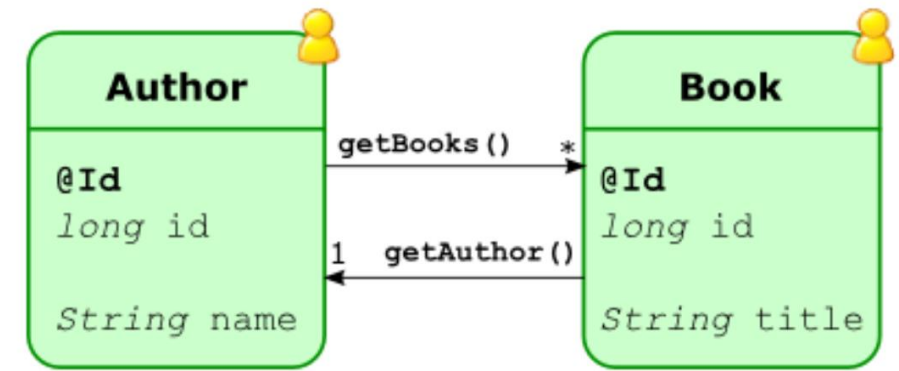 Author
@Id
long id
String name
getBooks() *
1 getAuthor()
Book
@Id
long id
String title